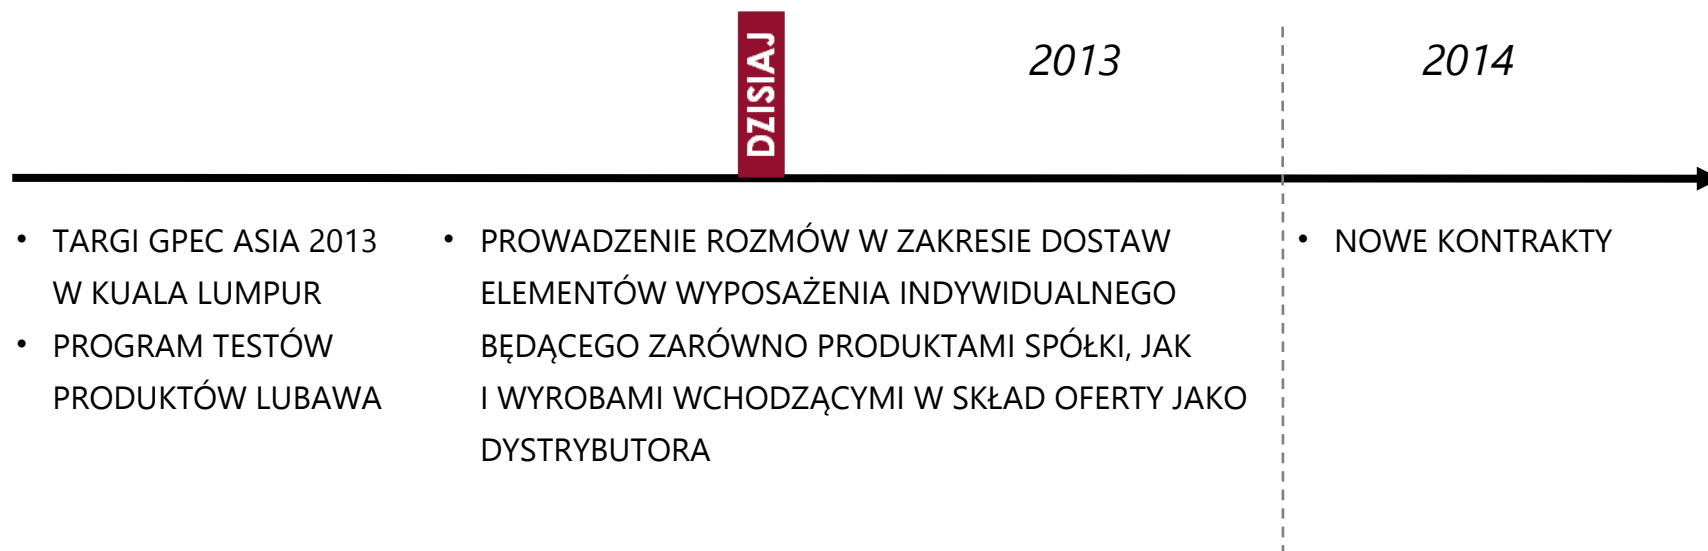 DZISIAJ
2013
2014
• TARGI GPEC ASIA 2013
W KUALA LUMPUR
• PROGRAM TESTÓW
PRODUKTÓW LUBAWA
• PROWADZENIE ROZMÓW W ZAKRESIE DOSTAW
ELEMENTÓW WYPOSAŻENIA INDYWIDUALNEGO
BĘDĄCEGO ZARÓWNO PRODUKTAMI SPÓŁKI, JAK
I WYROBAMI WCHODZĄCYMI W SKŁAD OFERTY JAKO
DYSTRYBUTORA
• NOWE KONTRAKTY